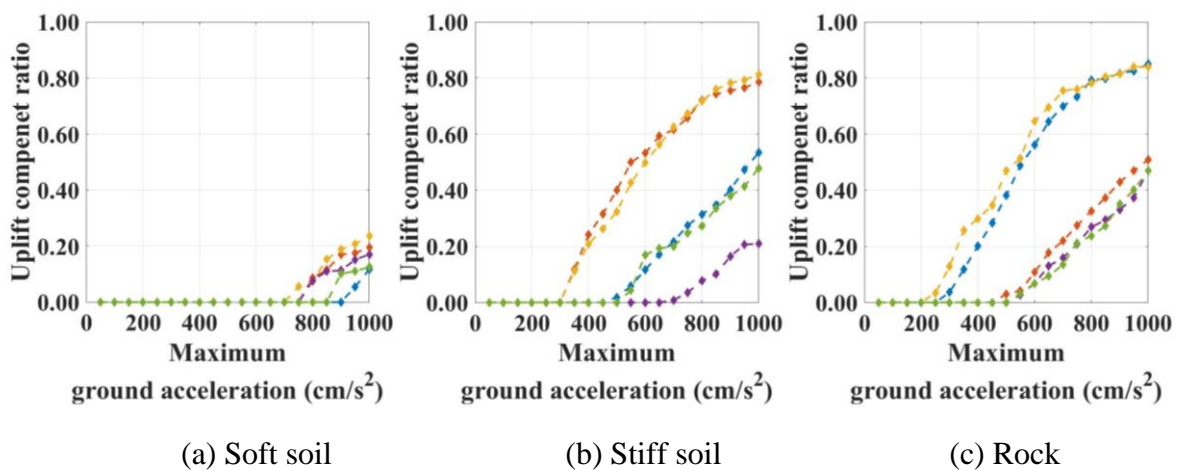 Uplift compenet ratio
1.00
0.80
0.60
0.40
0.20
0.00
0 200 400 600 800 1000
Maximum
ground acceleration (cm/s²)
(a) Soft soil
Uplift compenet ratio
1.00
0.80
0.60
0.40
0.20
0.00
0 200 400 600 800 1000
Maximum
ground acceleration (cm/s²)
(b) Stiff soil
Uplift compenet ratio
1.00
0.80
0.60
0.40
0.20
0.00
0 200 400 600 800 1000
Maximum
ground acceleration (cm/s²)
(c) Rock